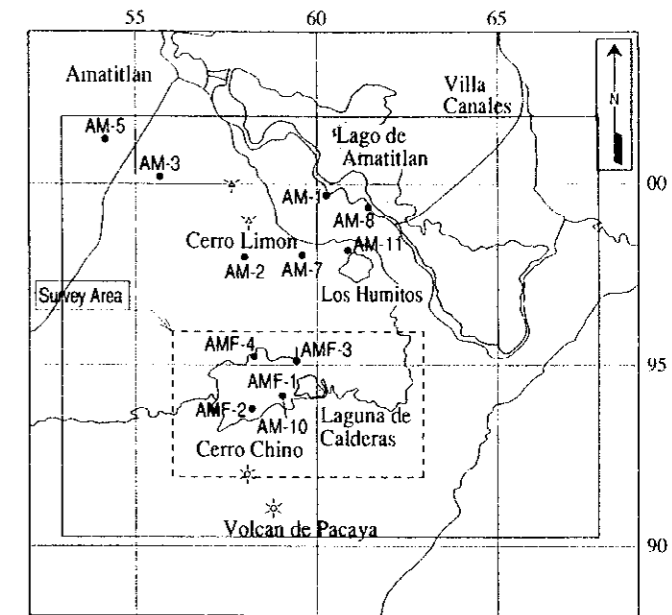 55 60 65
Amatitlan
Villa
Canales
N
AM-5
Lago de
Amatitlan
AM-3
00
AM-1
AM-8
Cerro Limon
AM-11
AM-2
AM-7
Survey Area
Los Humitos
AMF-4
AMF-3
95
AMF-1
AMF-2
AM-10
Laguna de
Calderas
Cerro Chino
Volcan de Pacaya
90